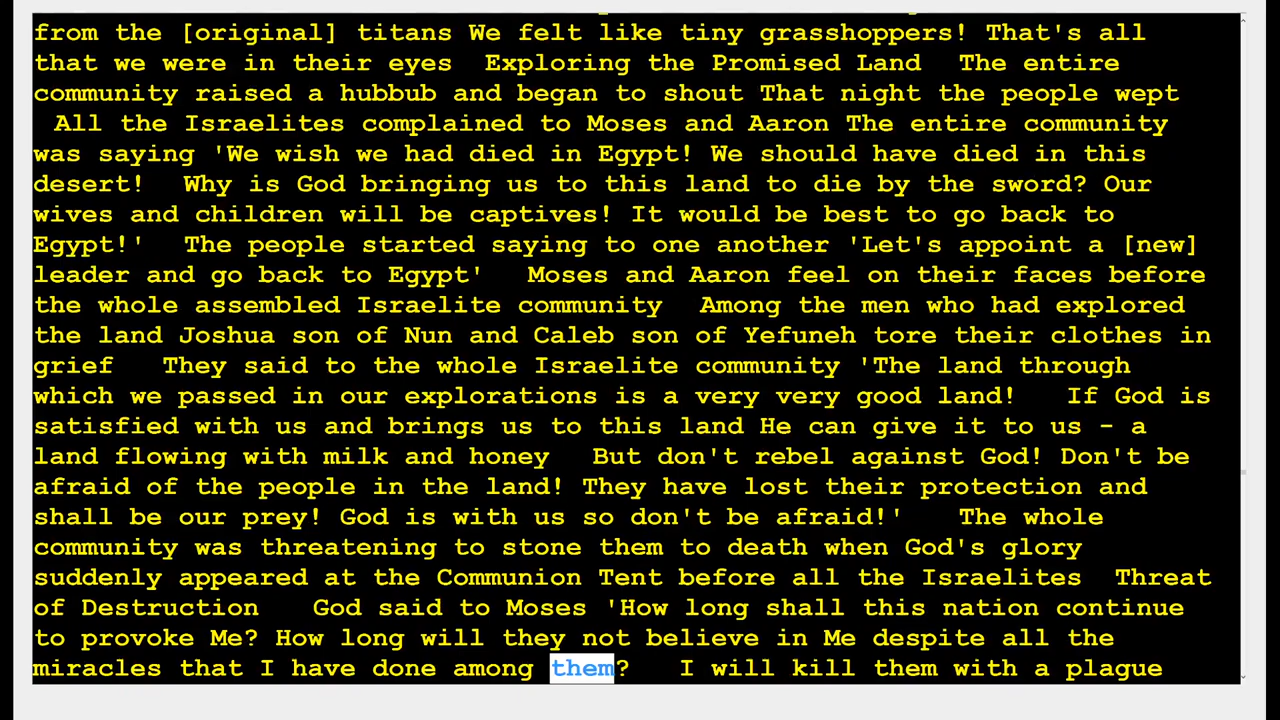 from the [original] titans We felt like tiny grasshoppers! That's all
that we were in their eyes  Exploring the Promised Land  The entire
community raised a hubbub and began to shout That night the people wept
All the Israelites complained to Moses and Aaron The entire community
was saying 'We wish we had died in Egypt! We should have died in this
desert!  Why is God bringing us to this land to die by the sword? Our
wives and children will be captives! It would be best to go back to
Egypt!'  The people started saying to one another 'Let's appoint a [new]
leader and go back to Egypt'  Moses and Aaron feel on their faces before
the whole assembled Israelite community  Among the men who had explored
the land Joshua son of Nun and Caleb son of Yefuneh tore their clothes in
grief  They said to the whole Israelite community 'The land through
which we passed in our explorations is a very very good land!  If God is
satisfied with us and brings us to this land He can give it to us - a
land flowing with milk and honey  But don't rebel against God! Don't be
afraid of the people in the land! They have lost their protection and
shall be our prey! God is with us so don't be afraid!'  The whole
community was threatening to stone them to death when God's glory
suddenly appeared at the Communion Tent before all the Israelites  Threat
of Destruction  God said to Moses 'How long shall this nation continue
to provoke Me? How long will they not believe in Me despite all the
miracles that I have done among them?  I will kill them with a plague